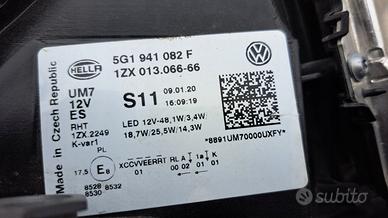 HELLA
5G1 941 082 F
1ZX 013.066-66
Made in Czech Republic
UM7
12V
ES
RHT
1ZX.2249
K-var1
S11
09.01.20
16:09:19
LED 12V-48,1W/3,4W
18,7W/25,5W/14,3W
*8891UM70000UXFY*
PL
17.5
E8
8528 8532
8530
XCCVVEERRH RL A 1a K
01 00 02 01 01
subito